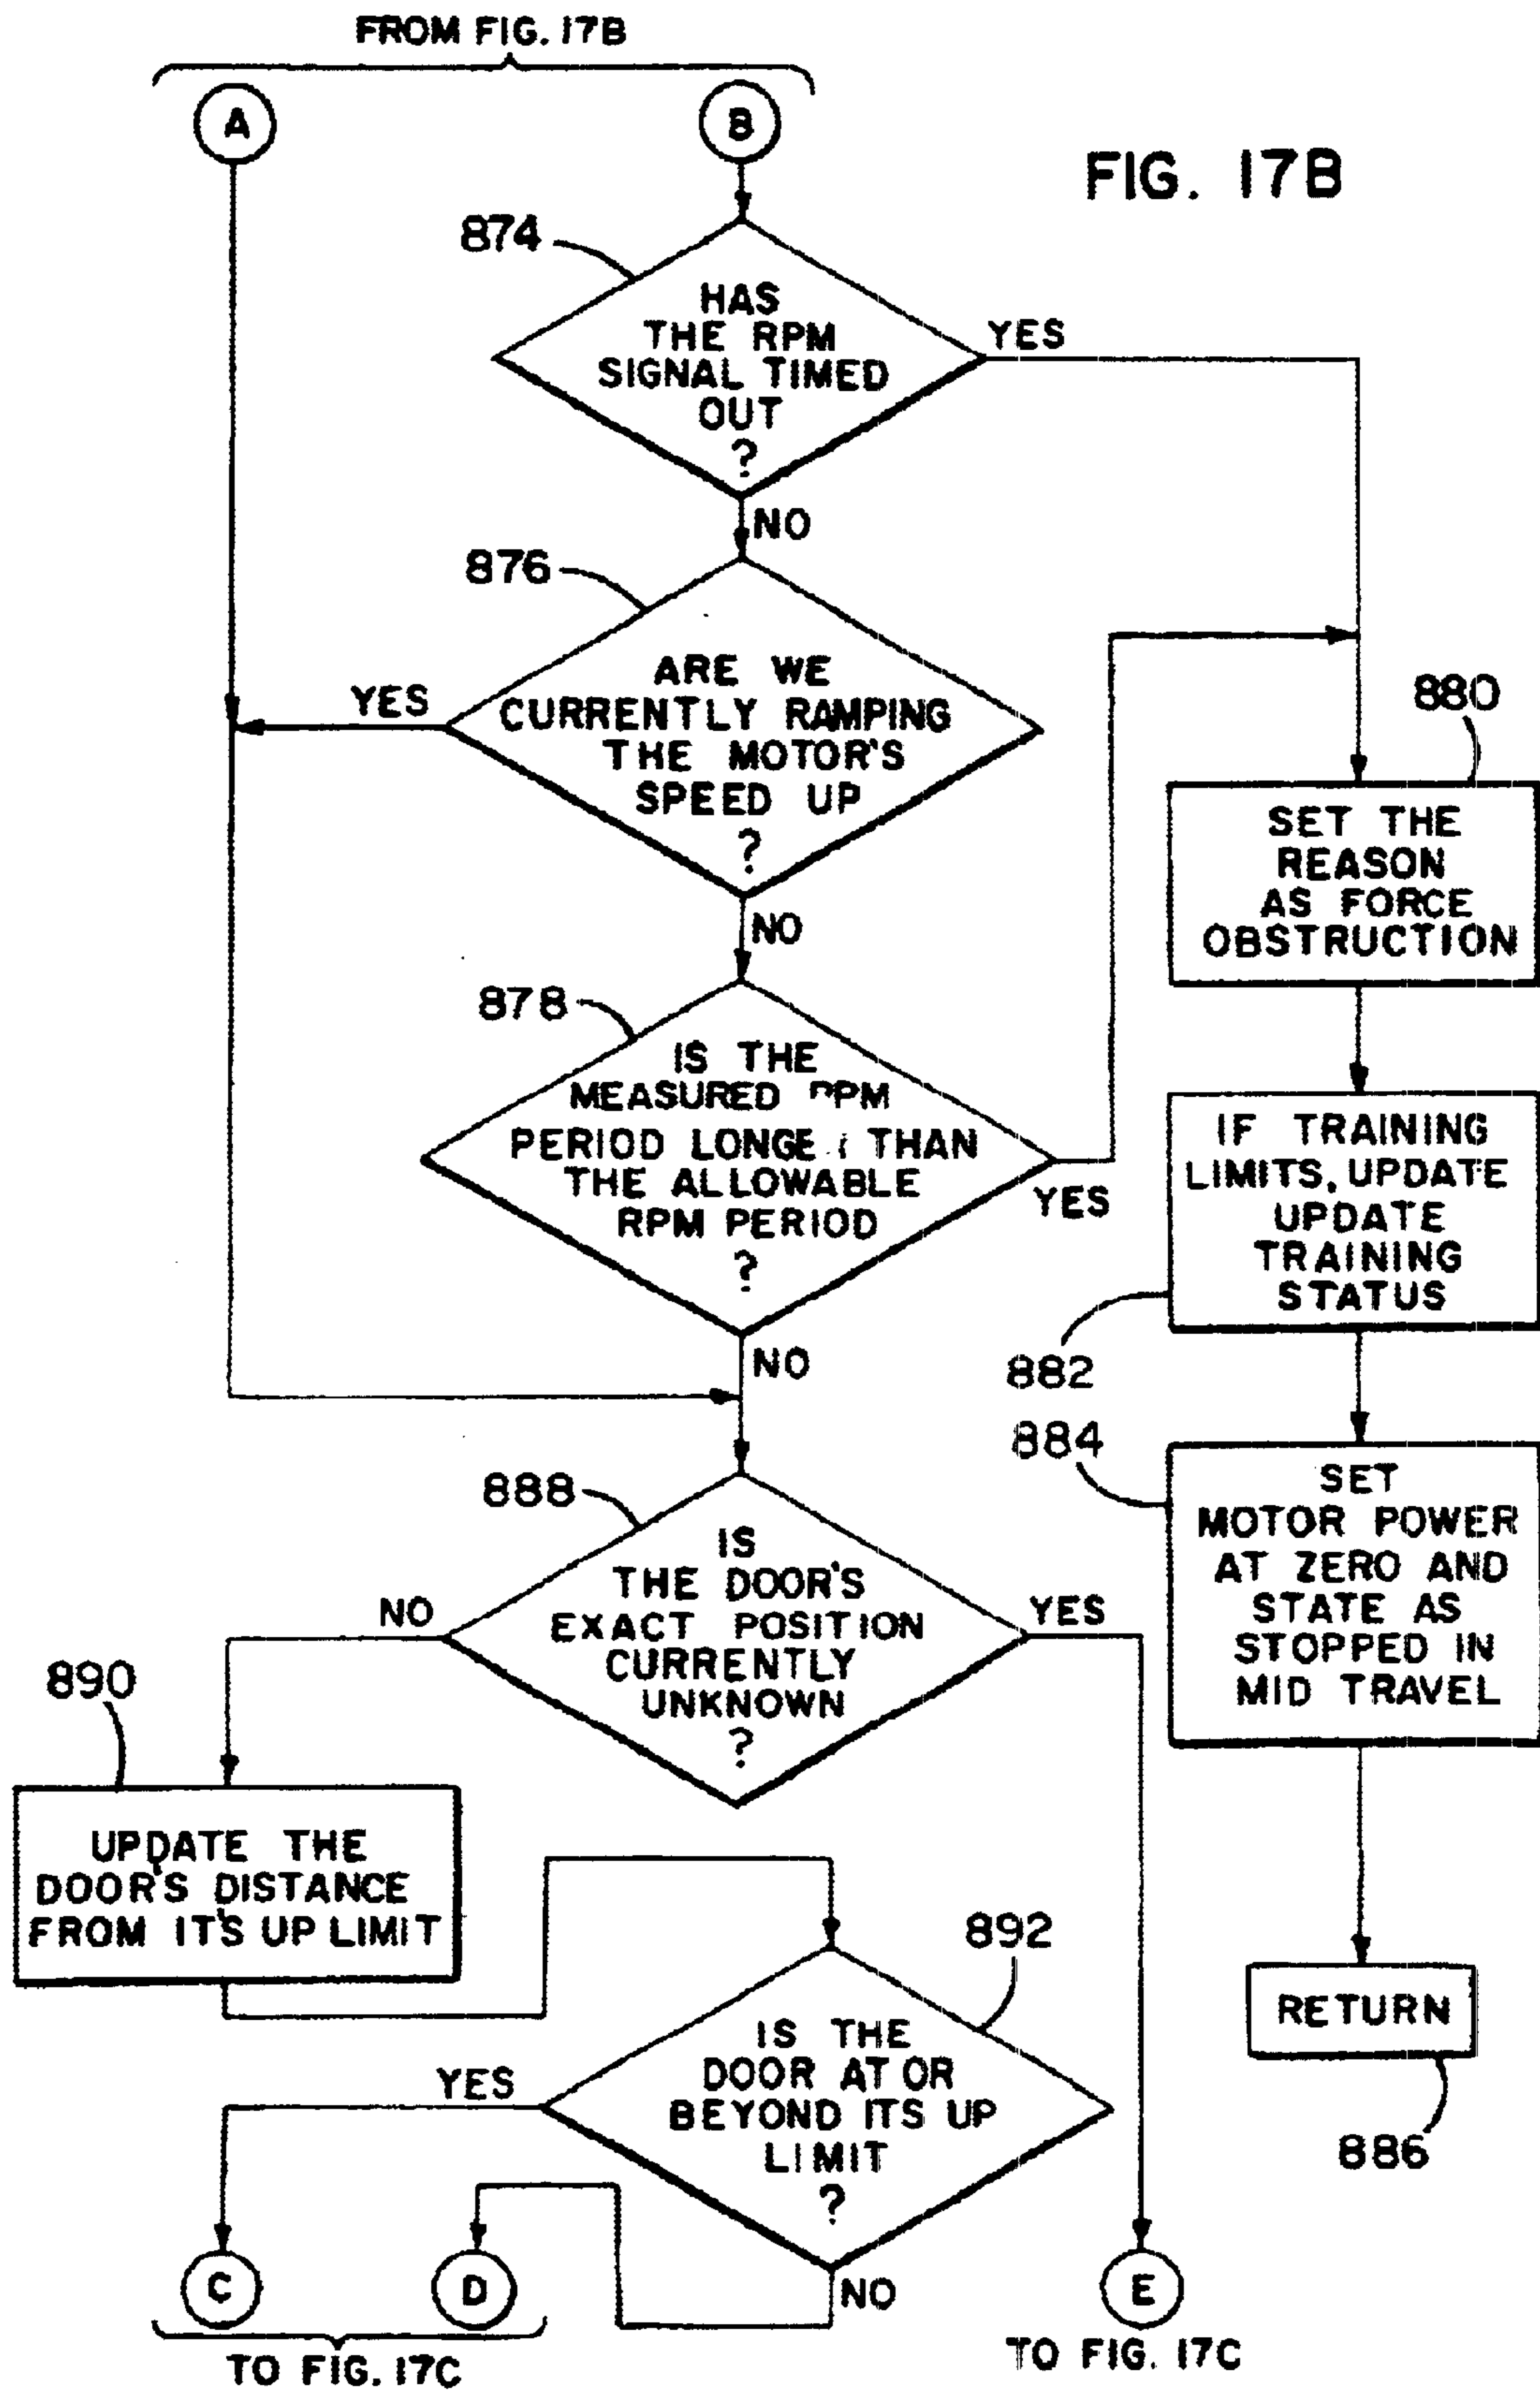 FROM FIG. 17B
A
B
FIG. 17B
874
HAS
THE RPM
SIGNAL TIMED
OUT
?
YES
NO
876
ARE WE
CURRENTLY RAMPING
THE MOTOR'S
SPEED UP
?
YES
NO
880
SET THE
REASON
AS FORCE
OBSTRUCTION
878
IS THE
MEASURED RPM
PERIOD LONGER THAN
THE ALLOWABLE
RPM PERIOD
?
YES
NO
IF TRAINING
LIMITS, UPDATE
UPDATE
TRAINING
STATUS
882
884
SET
MOTOR POWER
AT ZERO AND
STATE AS
STOPPED IN
MID TRAVEL
888
IS
THE DOOR'S
EXACT POSITION
CURRENTLY
UNKNOWN
?
NO
YES
890
UPDATE THE
DOOR'S DISTANCE
FROM IT'S UP LIMIT
892
IS THE
DOOR AT OR
BEYOND ITS UP
LIMIT
?
YES
NO
RETURN
886
C
D
E
TO FIG. 17C
TO FIG. 17C